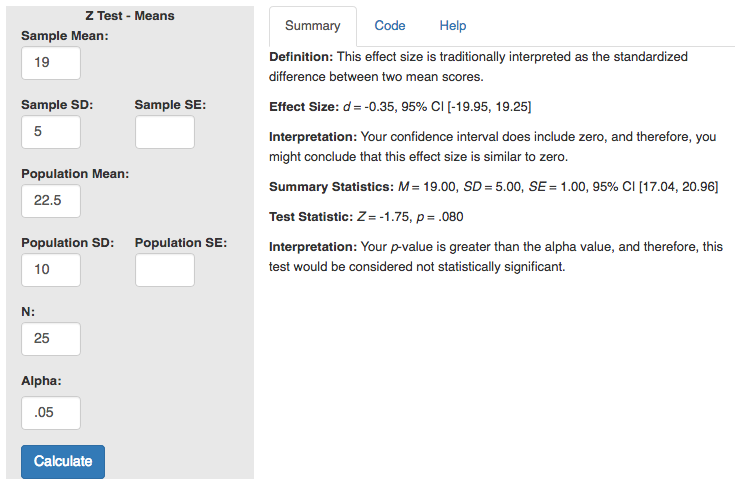 Z Test - Means
Sample Mean:
19
Sample SD: Sample SE:
5
Population Mean:
22.5
Population SD: Population SE:
10
N:
25
Alpha:
.05
Calculate
Summary Code Help
Definition: This effect size is traditionally interpreted as the standardized
difference between two mean scores.
Effect Size: d = -0.35, 95% CI [-19.95, 19.25]
Interpretation: Your confidence interval does include zero, and therefore, you
might conclude that this effect size is similar to zero.
Summary Statistics: M = 19.00, SD = 5.00, SE = 1.00, 95% CI [17.04, 20.96]
Test Statistic: Z = -1.75, p = .080
Interpretation: Your p-value is greater than the alpha value, and therefore, this
test would be considered not statistically significant.